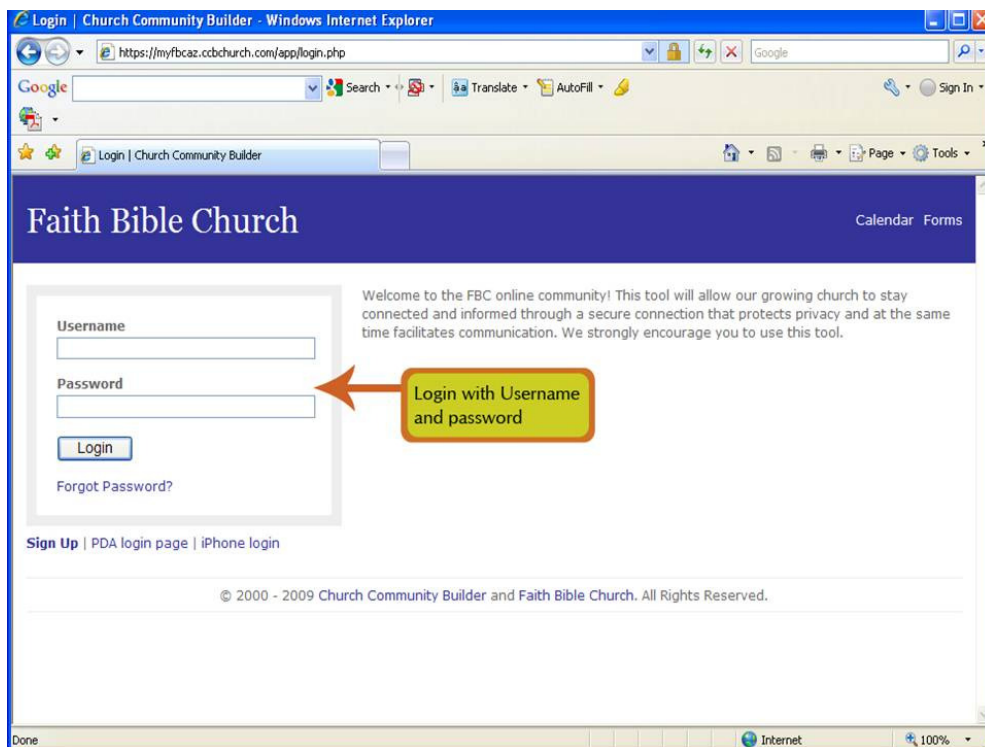 Login | Church Community Builder - Windows Internet Explorer
https://myfbcaz.ccbchurch.com/app/login.php
Google
Google
Search
Translate
AutoFill
Sign In
Login | Church Community Builder
Page
Tools
Faith Bible Church
Calendar Forms
Welcome to the FBC online community! This tool will allow our growing church to stay
connected and informed through a secure connection that protects privacy and at the same
time facilitates communication. We strongly encourage you to use this tool.
Username
Password
Login with Username
and password
Login
Forgot Password?
Sign Up | PDA login page | iPhone login
© 2000 - 2009 Church Community Builder and Faith Bible Church. All Rights Reserved.
Done
Internet
100%